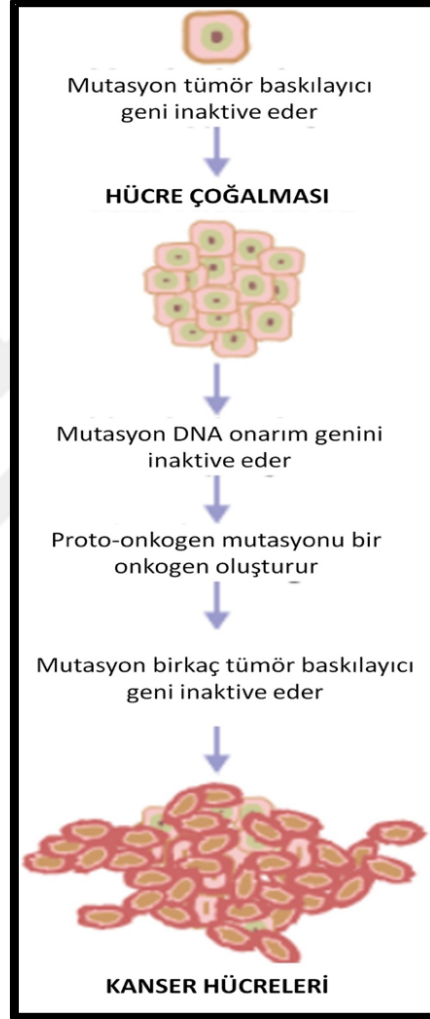 Mutasyon tümör baskılayıcı
geni inaktive eder
HÜCRE ÇOĞALMASI
Mutasyon DNA onarım genini
inaktive eder
Proto-onkogen mutasyonu bir
onkogen oluşturur
Mutasyon birkaç tümör baskılayıcı
geni inaktive eder
KANSER HÜCRELERİ